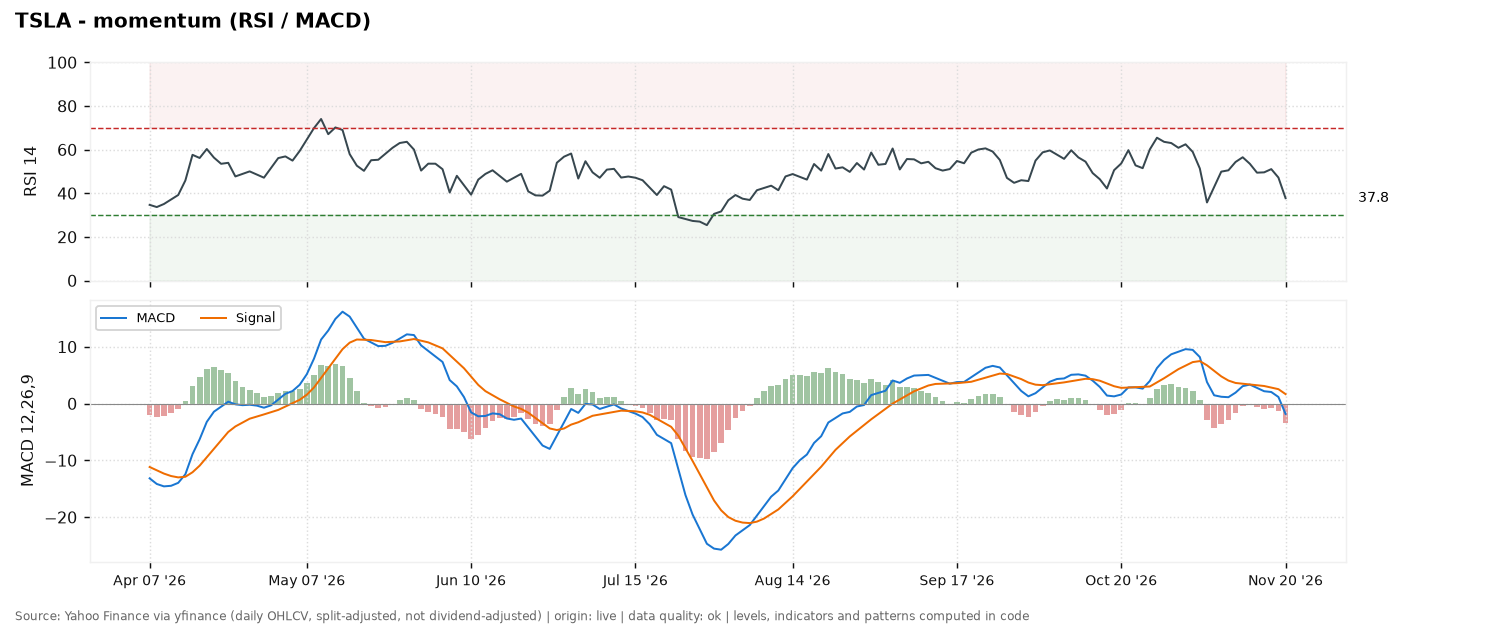 TSLA - momentum (RSI / MACD)
100
80
60
40
20
0
RSI 14
37.8
MACD
Signal
10
0
−10
−20
MACD 12,26,9
Apr 07 '26
May 07 '26
Jun 10 '26
Jul 15 '26
Aug 14 '26
Sep 17 '26
Oct 20 '26
Nov 20 '26
Source: Yahoo Finance via yfinance (daily OHLCV, split-adjusted, not dividend-adjusted) | origin: live | data quality: ok | levels, indicators and patterns computed in code